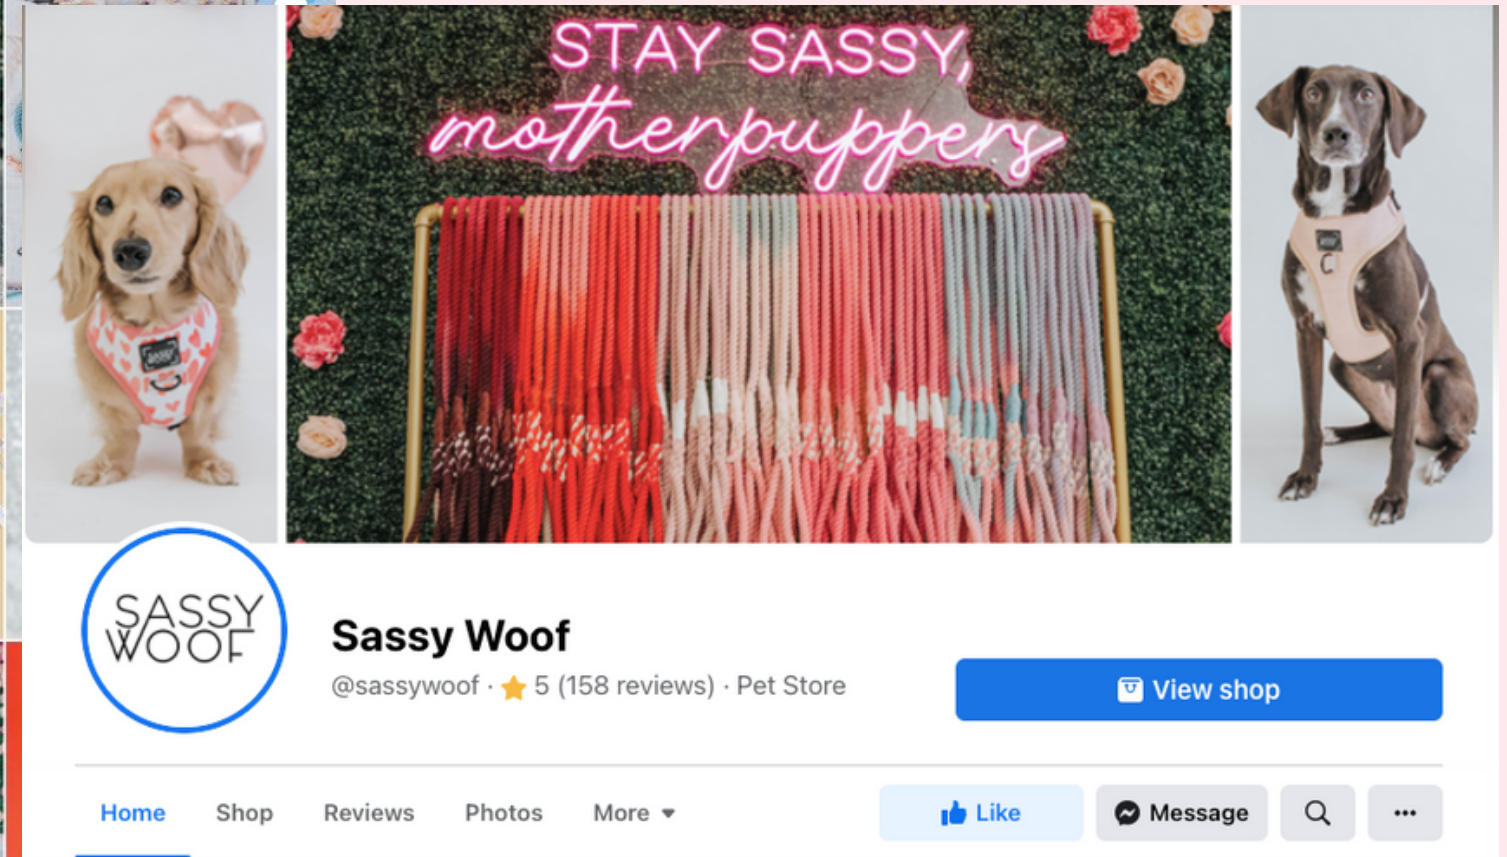 STAY SASSY,
motherpuppers
SASSY
WOOF
Sassy Woof
@sassywoof · ⭐ 5 (158 reviews) · Pet Store
View shop
Home Shop Reviews Photos More
Like Message ...